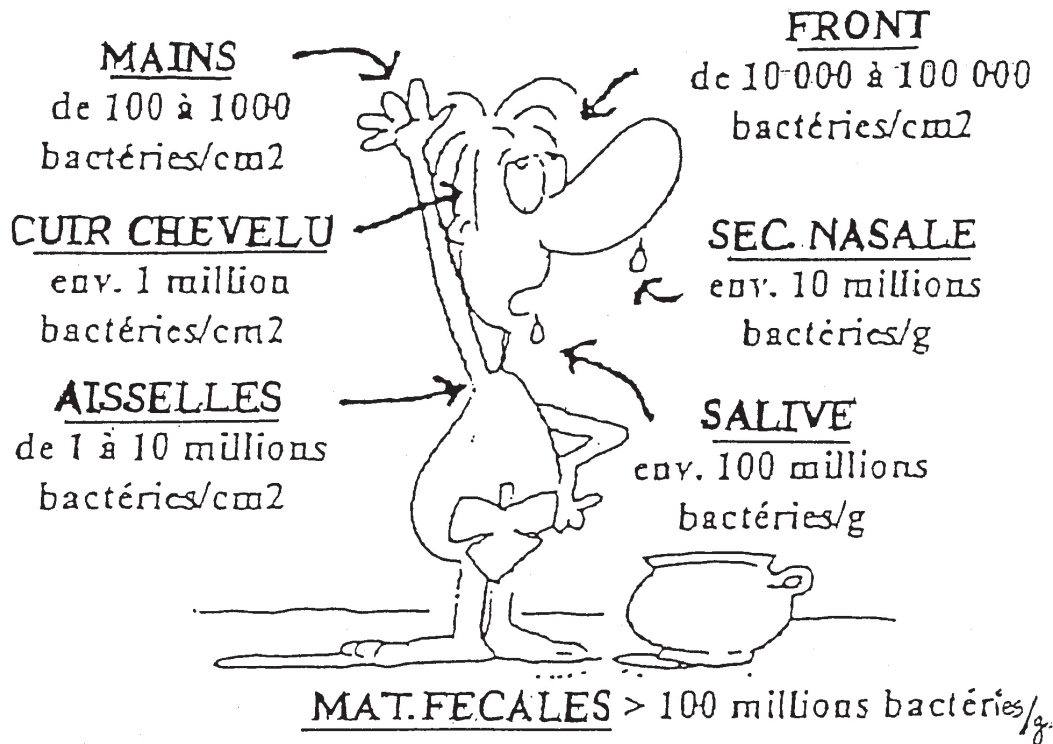 MAINS
de 100 à 1000
bactéries/cm2
FRONT
de 10 000 à 100 000
bactéries/cm2
CUIR CHEVELU
env. 1 million
bactéries/cm2
SEC. NASALE
env. 10 millions
bactéries/g
AISSELLES
de 1 à 10 millions
bactéries/cm2
SALIVE
env. 100 millions
bactéries/g
MAT. FECALES > 100 millions bactéries/g.